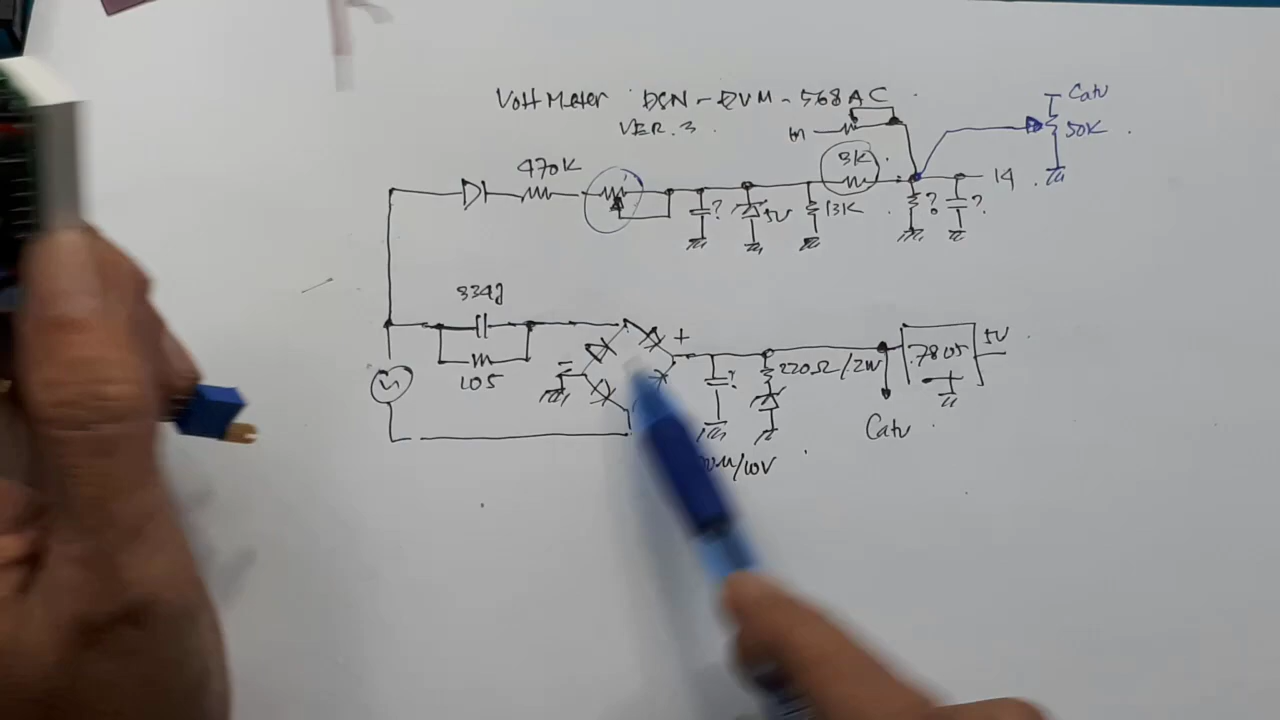 Volt Meter DSN - DVM - 568 AC
VER. 3
Catu
50K
470K
3K
14
?
5V
13K
?
?
334J
105
+
-
?
220Ω/2W
7805
5V
Catu
/10V